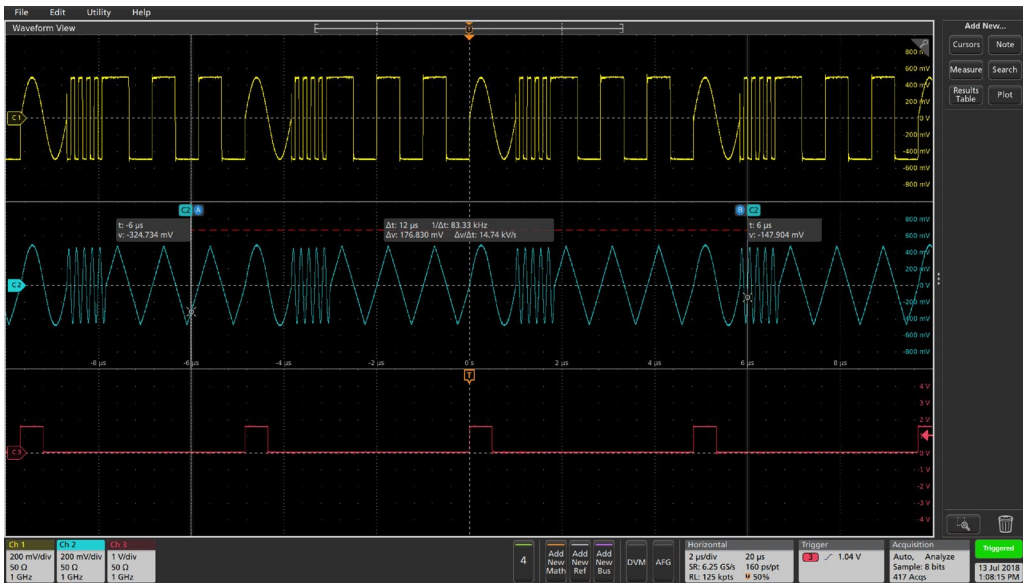 File Edit Utility Help
Waveform View
Add New...
Cursors Note
Measure Search
Results Table Plot
T
600 mV
400 mV
200 mV
C1
0 V
-200 mV
-400 mV
-600 mV
-800 mV
C2 A
B C2
t: -6 µs
v: -324.734 mV
Δt: 12 µs 1/Δt: 83.33 kHz
Δv: 176.830 mV Δv/Δt: 14.74 kV/s
t: 6 µs
v: -147.904 mV
800 mV
600 mV
400 mV
200 mV
C2
0 V
-200 mV
-400 mV
-600 mV
-800 mV
-8 µs -6 µs -4 µs -2 µs 0 s 2 µs 4 µs 6 µs 8 µs
T
4 V
3 V
2 V
C3
0 V
-1 V
-2 V
-3 V
-4 V
Ch 1
200 mV/div
50 Ω
1 GHz
Ch 2
200 mV/div
50 Ω
1 GHz
Ch 3
1 V/div
50 Ω
1 GHz
4
Add New Math
Add New Ref
Add New Bus
DVM
AFG
Horizontal
2 µs/div 20 µs
SR: 6.25 GS/s 160 ps/pt
RL: 125 kpts 50%
Trigger
3 1.04 V
Acquisition
Auto, Analyze
Sample: 8 bits
417 Acqs
Triggered
13 Jul 2018
1:08:15 PM